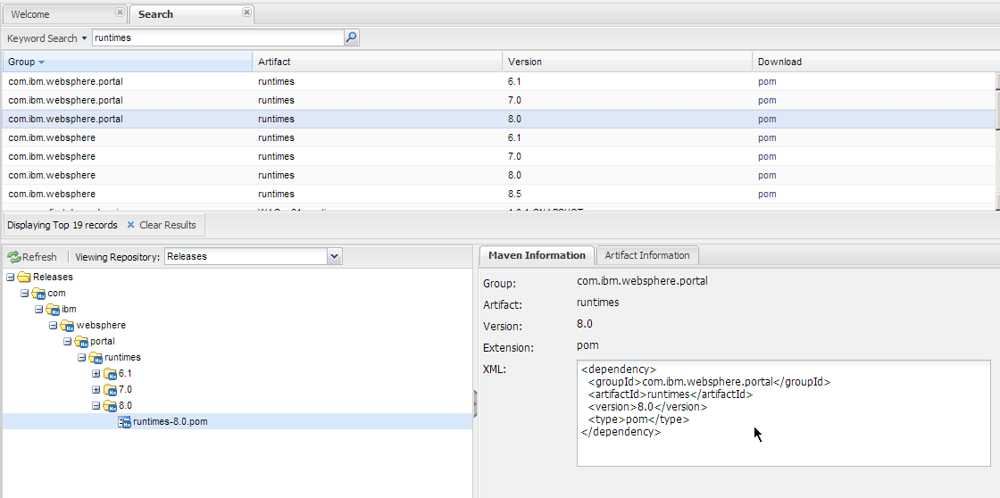 Welcome Search
Keyword Search runtimes
Group Artifact Version Download
com.ibm.websphere.portal runtimes 6.1 pom
com.ibm.websphere.portal runtimes 7.0 pom
com.ibm.websphere.portal runtimes 8.0 pom
com.ibm.websphere runtimes 6.1 pom
com.ibm.websphere runtimes 7.0 pom
com.ibm.websphere runtimes 8.0 pom
com.ibm.websphere runtimes 8.5 pom
Displaying Top 19 records Clear Results
Refresh Viewing Repository: Releases
Releases
com
ibm
websphere
portal
runtimes
6.1
7.0
8.0
runtimes-8.0.pom
Maven Information Artifact Information
Group: com.ibm.websphere.portal
Artifact: runtimes
Version: 8.0
Extension: pom
XML:
<dependency>
<groupId>com.ibm.websphere.portal</groupId>
<artifactId>runtimes</artifactId>
<version>8.0</version>
<type>pom</type>
</dependency>